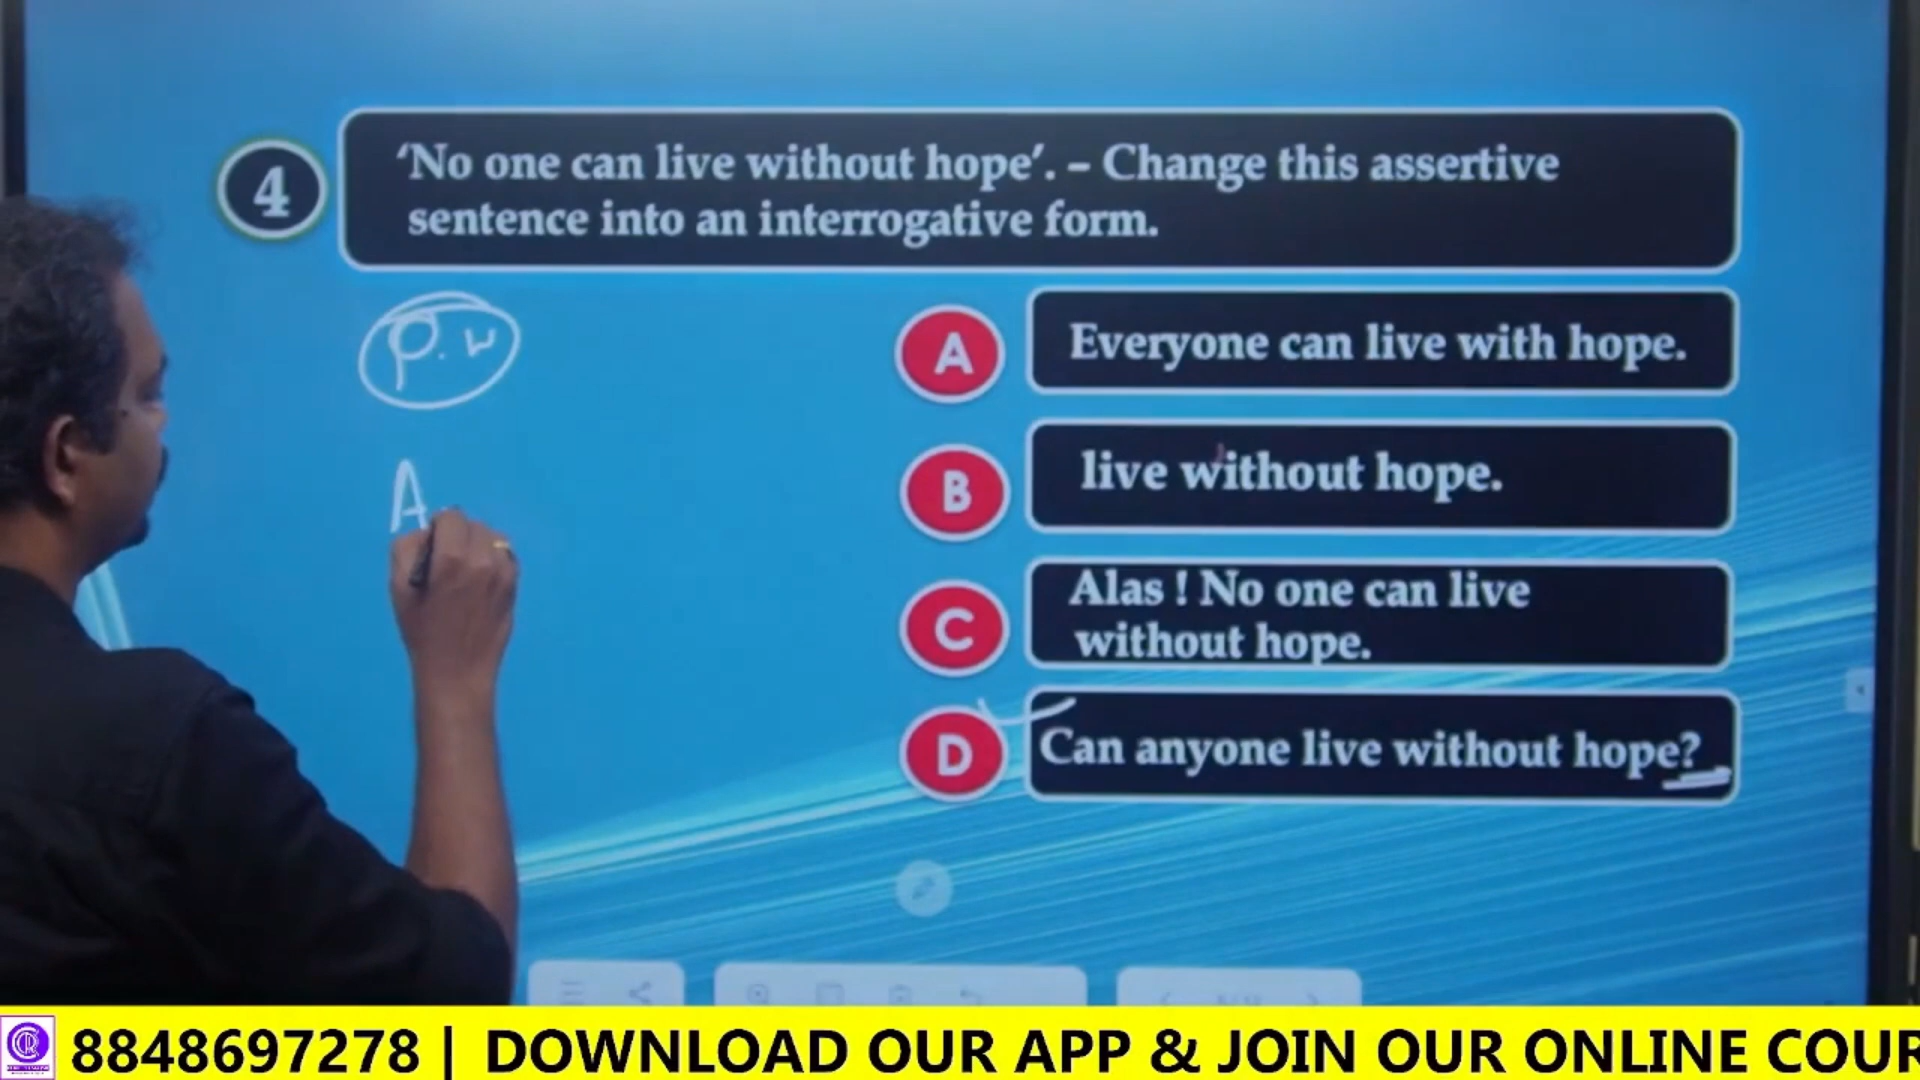 4
‘No one can live without hope’. – Change this assertive
sentence into an interrogative form.
P. W
A
A
Everyone can live with hope.
B
live without hope.
C
Alas ! No one can live
without hope.
D
Can anyone live without hope?
8848697278 | DOWNLOAD OUR APP & JOIN OUR ONLINE COUR